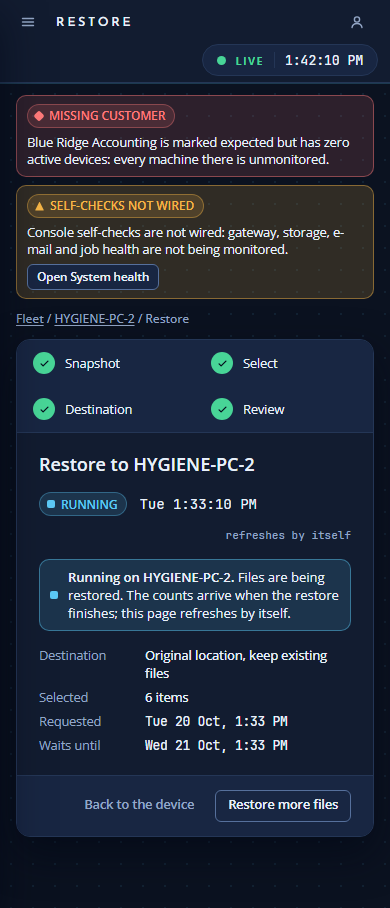 RESTORE
LIVE 1:42:10 PM
MISSING CUSTOMER
Blue Ridge Accounting is marked expected but has zero
active devices: every machine there is unmonitored.
SELF-CHECKS NOT WIRED
Console self-checks are not wired: gateway, storage, e-
mail and job health are not being monitored.
Open System health
Fleet / HYGIENE-PC-2 / Restore
Snapshot
Select
Destination
Review
Restore to HYGIENE-PC-2
RUNNING Tue 1:33:10 PM
refreshes by itself
Running on HYGIENE-PC-2. Files are being
restored. The counts arrive when the restore
finishes; this page refreshes by itself.
Destination Original location, keep existing
files
Selected 6 items
Requested Tue 20 Oct, 1:33 PM
Waits until Wed 21 Oct, 1:33 PM
Back to the device
Restore more files